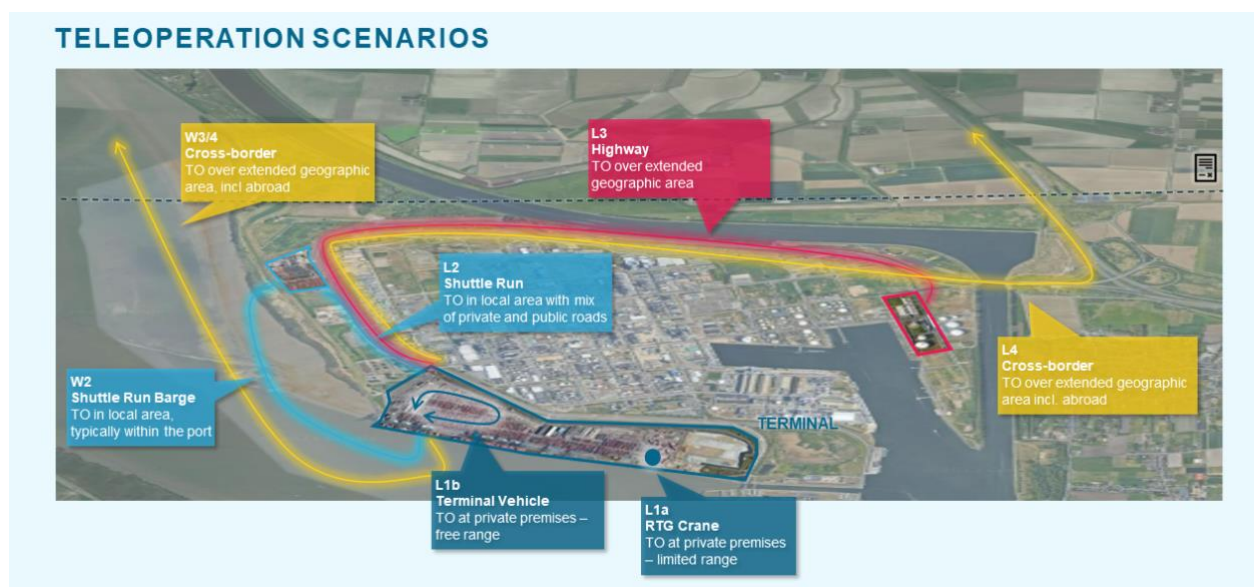 TELEOPERATION SCENARIOS
W3/4
Cross-border
TO over extended geographic
area, incl abroad
L3
Highway
TO over extended
geographic area
L2
Shuttle Run
TO in local area with mix
of private and public roads
W2
Shuttle Run Barge
TO in local area,
typically within the port
L4
Cross-border
TO over extended geographic
area incl. abroad
TERMINAL
L1b
Terminal Vehicle
TO at private premises –
free range
L1a
RTG Crane
TO at private premises
– limited range